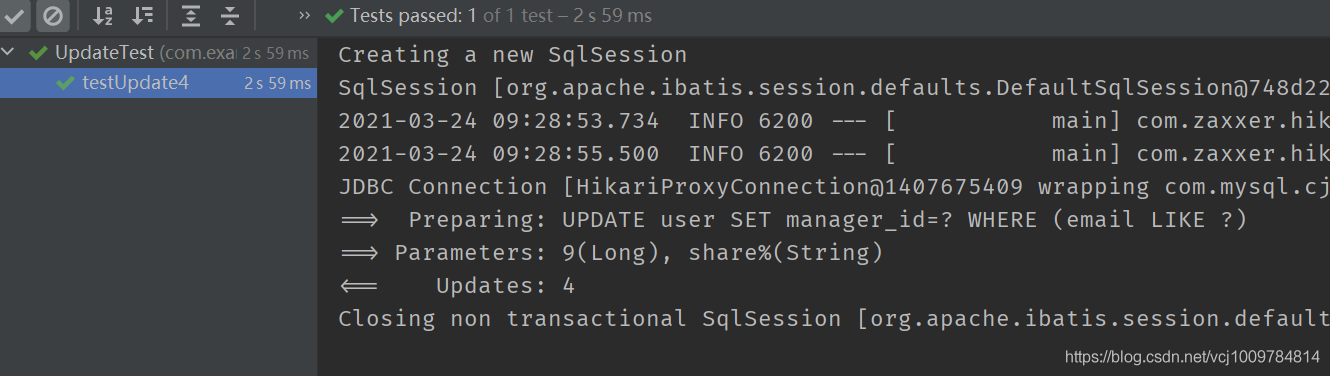 Tests passed: 1 of 1 test – 2 s 59 ms
UpdateTest (com.exa 2 s 59 ms
testUpdate4 2 s 59 ms
Creating a new SqlSession
SqlSession [org.apache.ibatis.session.defaults.DefaultSqlSession@748d22
2021-03-24 09:28:53.734  INFO 6200 --- [           main] com.zaxxer.hik
2021-03-24 09:28:55.500  INFO 6200 --- [           main] com.zaxxer.hik
JDBC Connection [HikariProxyConnection@1407675409 wrapping com.mysql.cj
==>  Preparing: UPDATE user SET manager_id=? WHERE (email LIKE ?)
==> Parameters: 9(Long), share%(String)
<==    Updates: 4
Closing non transactional SqlSession [org.apache.ibatis.session.default
https://blog.csdn.net/vcj1009784814